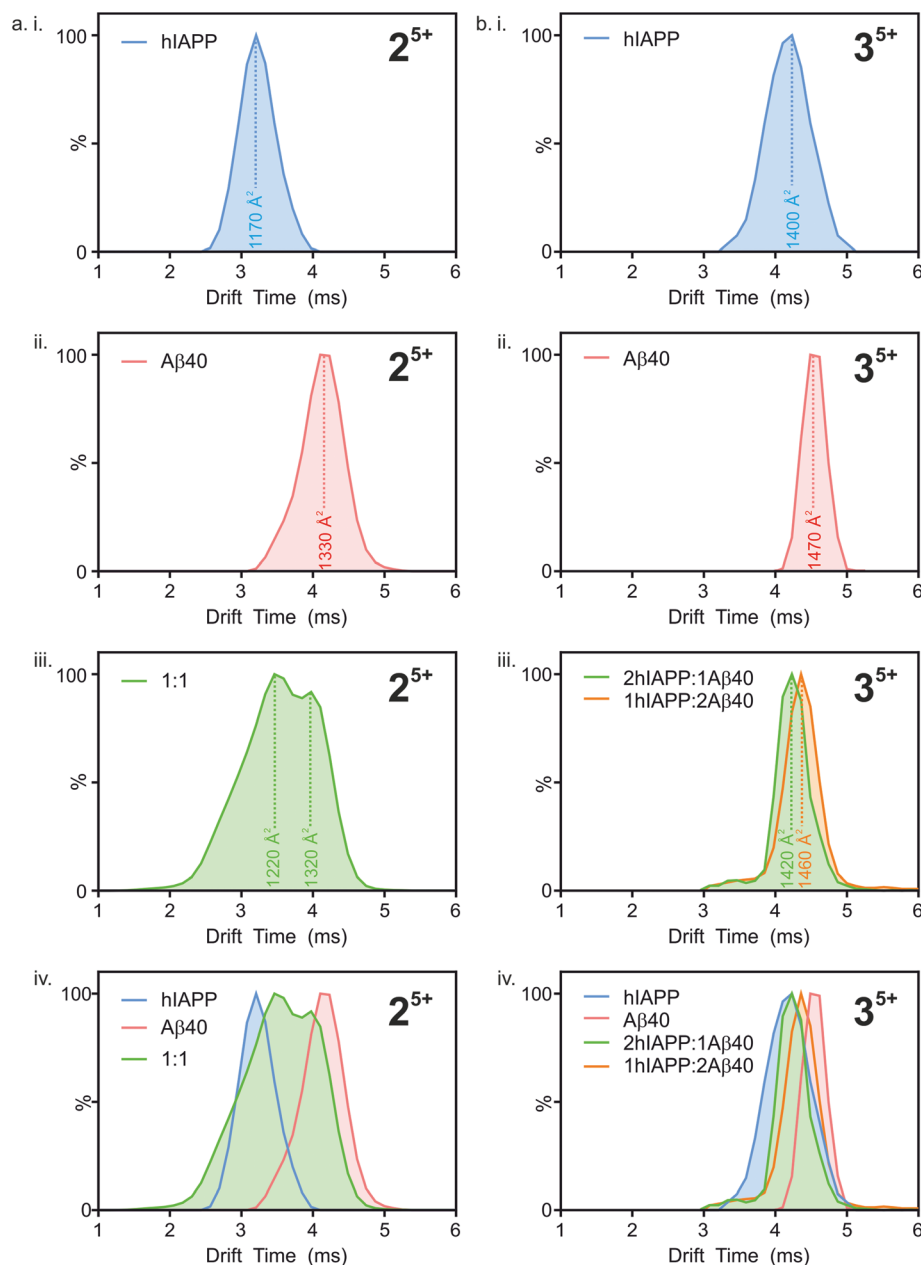 a. i.
100
hIAPP
2⁵⁺
%
1170 Å²
0
1 2 3 4 5 6
Drift Time (ms)
b. i.
100
hIAPP
3⁵⁺
%
1400 Å²
0
1 2 3 4 5 6
Drift Time (ms)
ii.
100
Aβ40
2⁵⁺
%
1330 Å²
0
1 2 3 4 5 6
Drift Time (ms)
ii.
100
Aβ40
3⁵⁺
%
1470 Å²
0
1 2 3 4 5 6
Drift Time (ms)
iii.
100
1:1
2⁵⁺
%
1220 Å²
1320 Å²
0
1 2 3 4 5 6
Drift Time (ms)
iii.
100
2hIAPP:1Aβ40
1hIAPP:2Aβ40
3⁵⁺
%
1420 Å²
1460 Å²
0
1 2 3 4 5 6
Drift Time (ms)
iv.
100
hIAPP
Aβ40
1:1
2⁵⁺
%
0
1 2 3 4 5 6
Drift Time (ms)
iv.
100
hIAPP
Aβ40
2hIAPP:1Aβ40
1hIAPP:2Aβ40
3⁵⁺
%
0
1 2 3 4 5 6
Drift Time (ms)